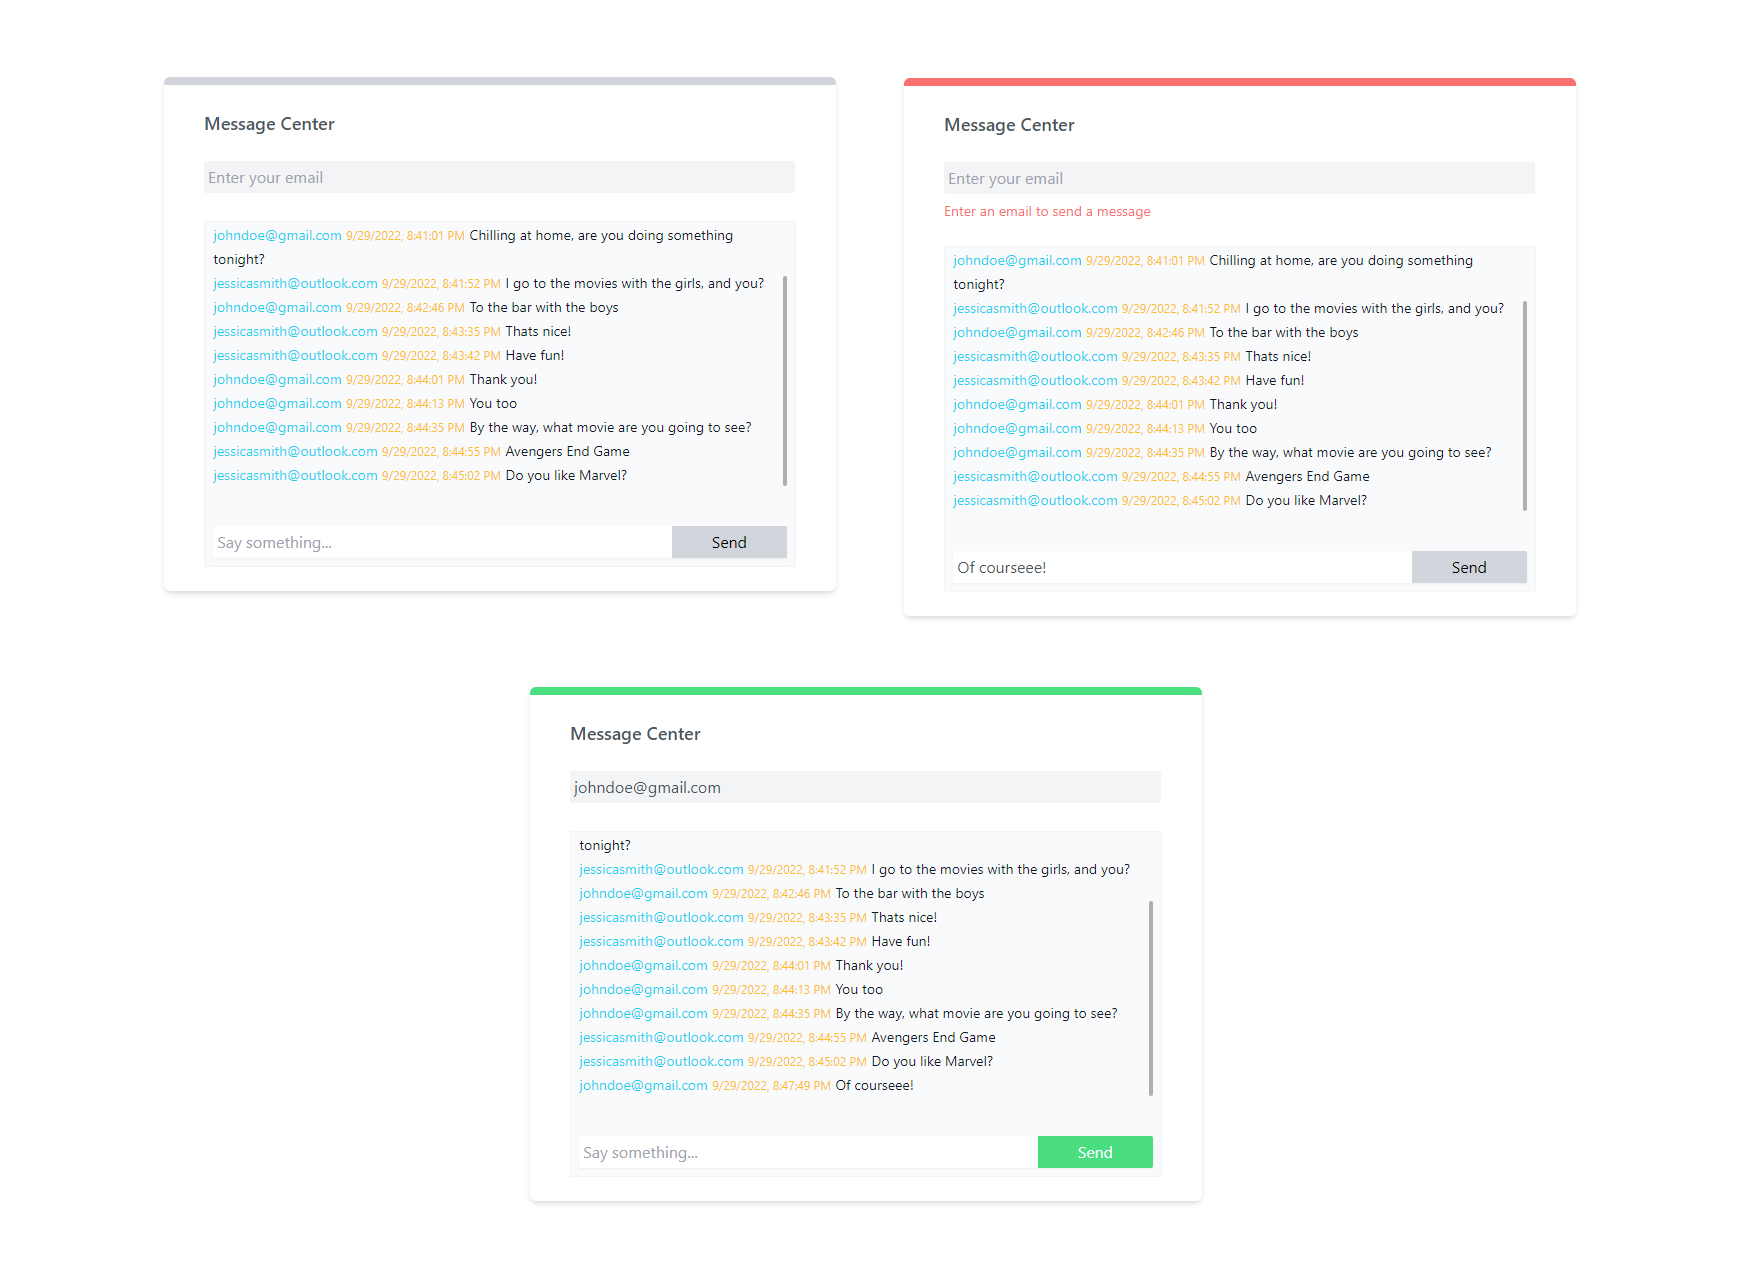 Message Center
Enter your email
johndoe@gmail.com 9/29/2022, 8:41:01 PM Chilling at home, are you doing something
tonight?
jessicasmith@outlook.com 9/29/2022, 8:41:52 PM I go to the movies with the girls, and you?
johndoe@gmail.com 9/29/2022, 8:42:46 PM To the bar with the boys
jessicasmith@outlook.com 9/29/2022, 8:43:35 PM Thats nice!
jessicasmith@outlook.com 9/29/2022, 8:43:42 PM Have fun!
johndoe@gmail.com 9/29/2022, 8:44:01 PM Thank you!
johndoe@gmail.com 9/29/2022, 8:44:13 PM You too
johndoe@gmail.com 9/29/2022, 8:44:35 PM By the way, what movie are you going to see?
jessicasmith@outlook.com 9/29/2022, 8:44:55 PM Avengers End Game
jessicasmith@outlook.com 9/29/2022, 8:45:02 PM Do you like Marvel?
Say something... Send
Message Center
Enter your email
Enter an email to send a message
johndoe@gmail.com 9/29/2022, 8:41:01 PM Chilling at home, are you doing something
tonight?
jessicasmith@outlook.com 9/29/2022, 8:41:52 PM I go to the movies with the girls, and you?
johndoe@gmail.com 9/29/2022, 8:42:46 PM To the bar with the boys
jessicasmith@outlook.com 9/29/2022, 8:43:35 PM Thats nice!
jessicasmith@outlook.com 9/29/2022, 8:43:42 PM Have fun!
johndoe@gmail.com 9/29/2022, 8:44:01 PM Thank you!
johndoe@gmail.com 9/29/2022, 8:44:13 PM You too
johndoe@gmail.com 9/29/2022, 8:44:35 PM By the way, what movie are you going to see?
jessicasmith@outlook.com 9/29/2022, 8:44:55 PM Avengers End Game
jessicasmith@outlook.com 9/29/2022, 8:45:02 PM Do you like Marvel?
Of courseee! Send
Message Center
johndoe@gmail.com
tonight?
jessicasmith@outlook.com 9/29/2022, 8:41:52 PM I go to the movies with the girls, and you?
johndoe@gmail.com 9/29/2022, 8:42:46 PM To the bar with the boys
jessicasmith@outlook.com 9/29/2022, 8:43:35 PM Thats nice!
jessicasmith@outlook.com 9/29/2022, 8:43:42 PM Have fun!
johndoe@gmail.com 9/29/2022, 8:44:01 PM Thank you!
johndoe@gmail.com 9/29/2022, 8:44:13 PM You too
johndoe@gmail.com 9/29/2022, 8:44:35 PM By the way, what movie are you going to see?
jessicasmith@outlook.com 9/29/2022, 8:44:55 PM Avengers End Game
jessicasmith@outlook.com 9/29/2022, 8:45:02 PM Do you like Marvel?
johndoe@gmail.com 9/29/2022, 8:47:49 PM Of courseee!
Say something... Send